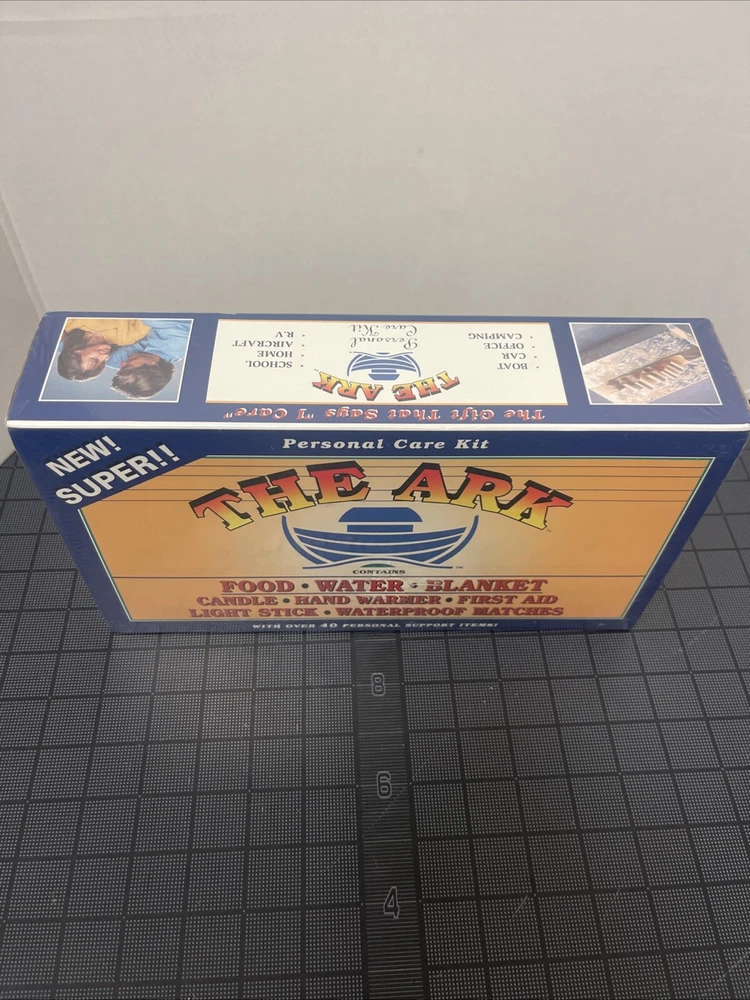 The Gift That Says "I Care"
THE ARK
Personal
Care Kit
• BOAT
• CAR
• OFFICE
• CAMPING
• SCHOOL
• HOME
• AIRCRAFT
• R.V
NEW!
SUPER!!
Personal Care Kit
THE ARK
TM
CONTAINS
FOOD • WATER • BLANKET
CANDLE • HAND WARMER • FIRST AID
LIGHT STICK • WATERPROOF MATCHES
WITH OVER 40 PERSONAL SUPPORT ITEMS!
8
6
4